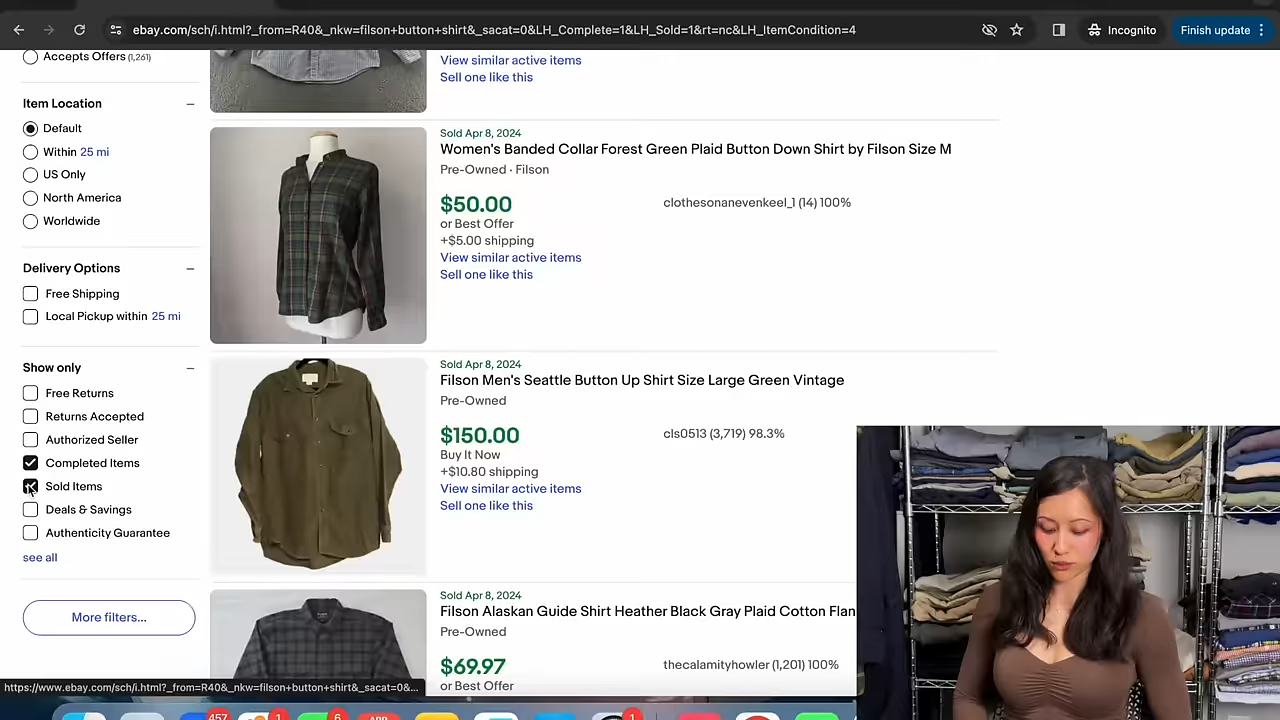 ebay.com/sch/i.html?_from=R40&_nkw=filson+button+shirt&_sacat=0&LH_Complete=1&LH_Sold=1&rt=nc&LH_ItemCondition=4
Incognito
Finish update
Accepts Offers (1,261)
Item Location
Default
Within 25 mi
US Only
North America
Worldwide
Delivery Options
Free Shipping
Local Pickup within 25 mi
Show only
Free Returns
Returns Accepted
Authorized Seller
Completed Items
Sold Items
Deals & Savings
Authenticity Guarantee
see all
More filters...
View similar active items
Sell one like this
Sold Apr 8, 2024
Women's Banded Collar Forest Green Plaid Button Down Shirt by Filson Size M
Pre-Owned · Filson
$50.00
clothesonanevenkeel_1 (14) 100%
or Best Offer
+$5.00 shipping
View similar active items
Sell one like this
Sold Apr 8, 2024
Filson Men's Seattle Button Up Shirt Size Large Green Vintage
Pre-Owned
$150.00
cls0513 (3,719) 98.3%
Buy It Now
+$10.80 shipping
View similar active items
Sell one like this
Sold Apr 8, 2024
Filson Alaskan Guide Shirt Heather Black Gray Plaid Cotton Flan
Pre-Owned
$69.97
thecalamityhowler (1,201) 100%
or Best Offer
https://www.ebay.com/sch/i.html?_from=R40&_nkw=filson+button+shirt&_sacat=0&...
457
1
6
APP
1